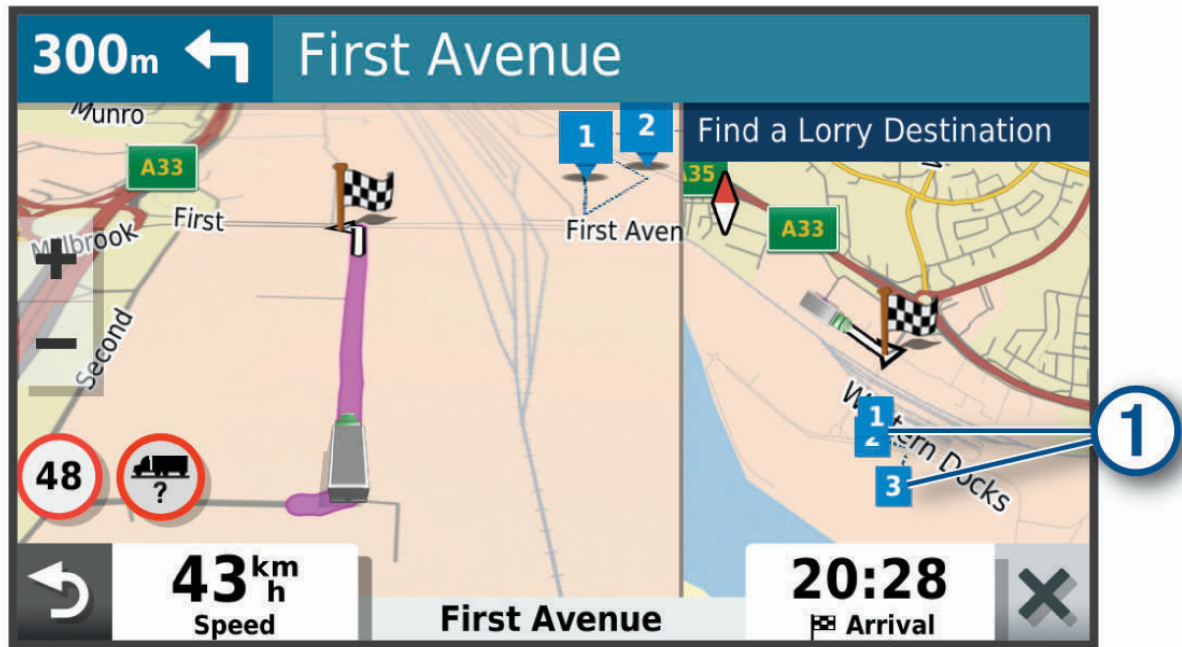 300m First Avenue
Munro
1 2
Find a Lorry Destination
A33
A35
First
First Aven
A33
Millbrook
+
−
Second
Western Docks
1
2
3
1
48
?
43 km h
Speed
First Avenue
20:28
Arrival